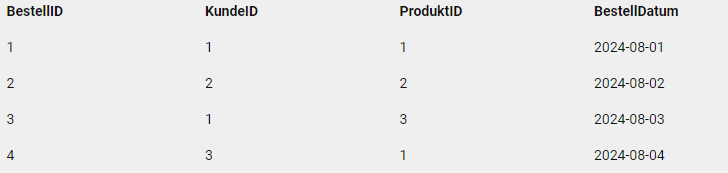 BestellID KundeID ProduktID BestellDatum
1 1 1 2024-08-01
2 2 2 2024-08-02
3 1 3 2024-08-03
4 3 1 2024-08-04